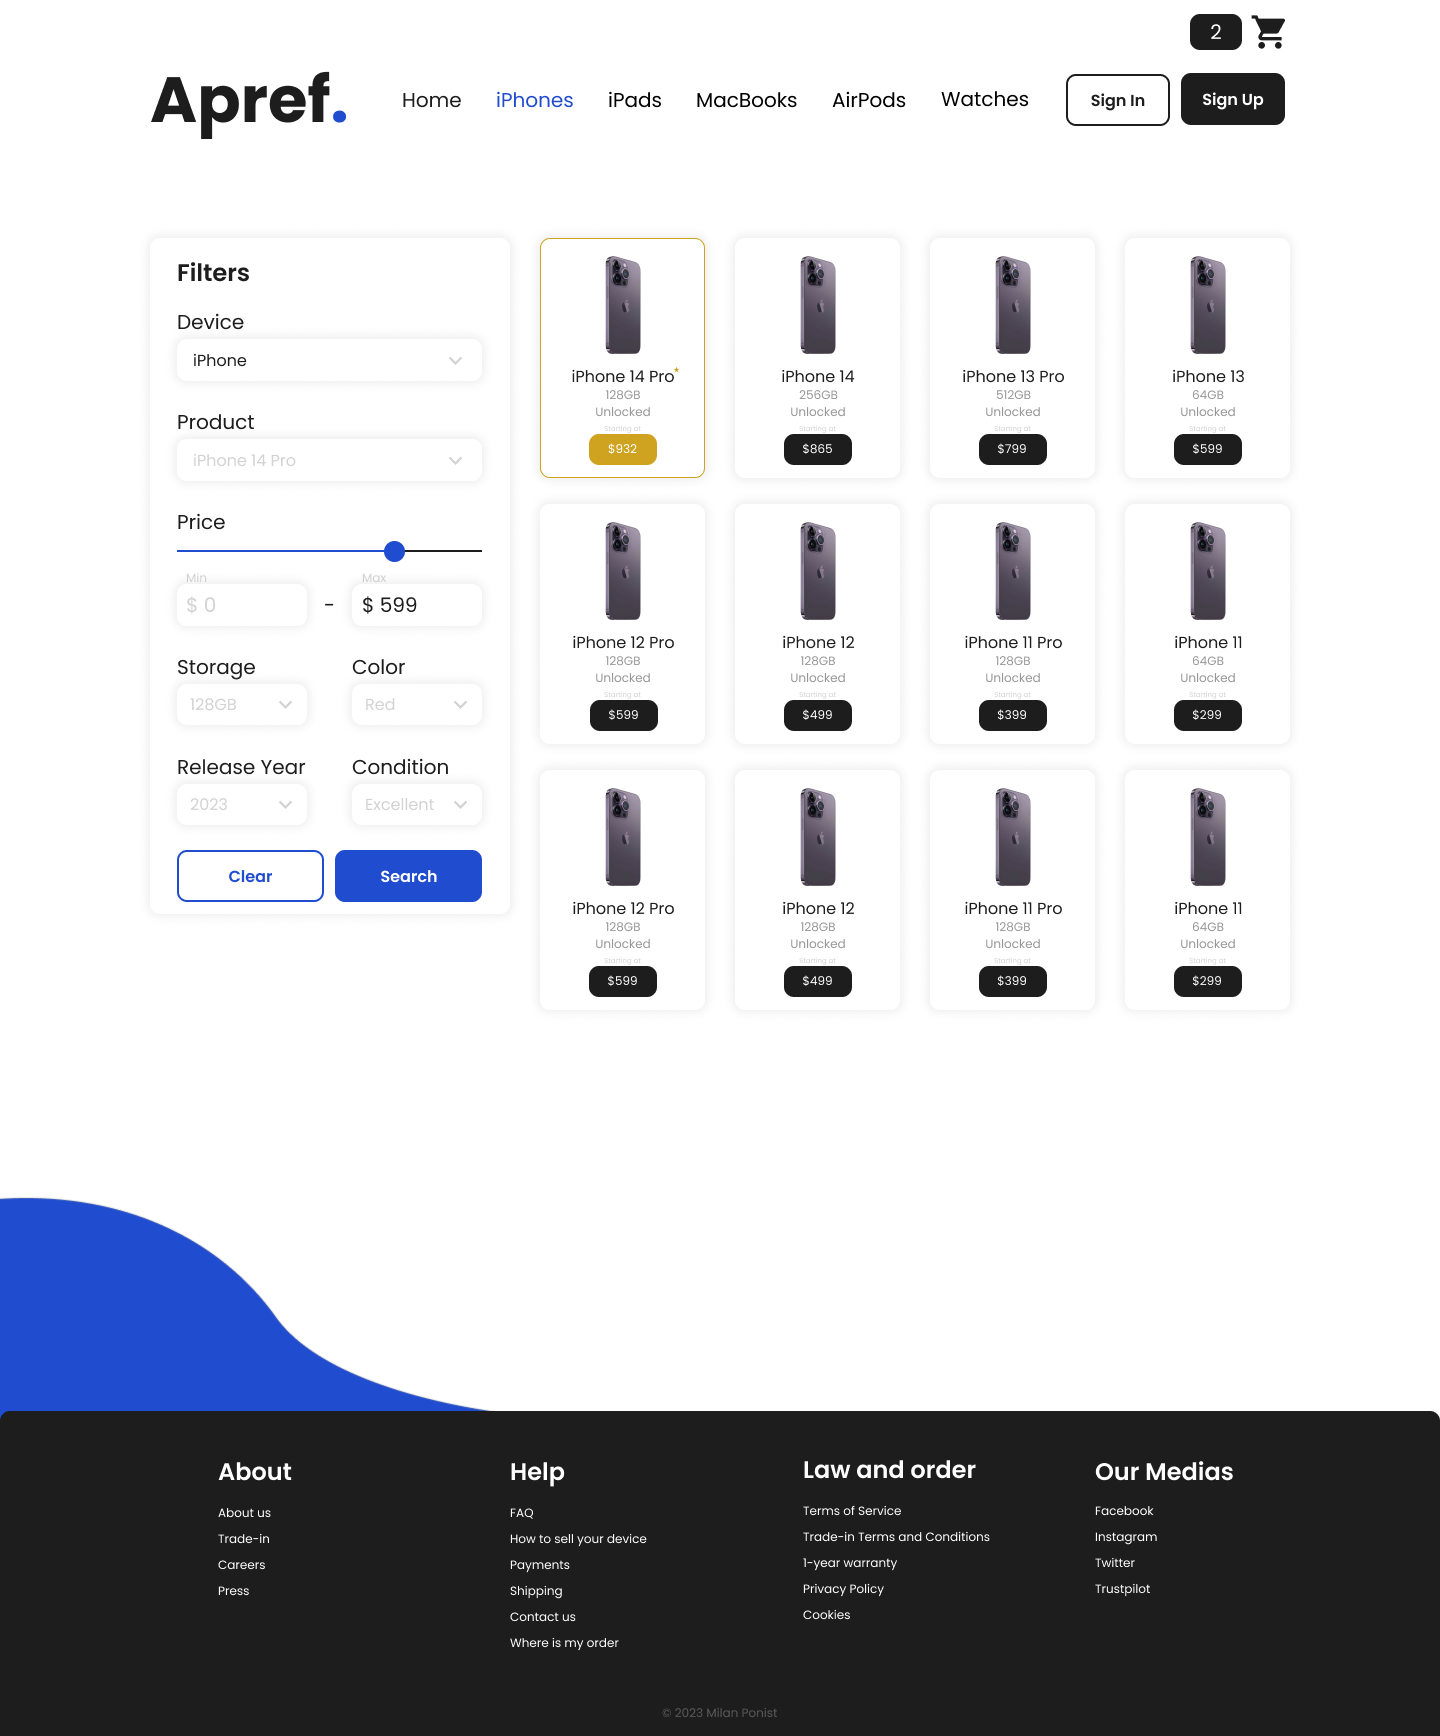 2
Apref.
Home
iPhones
iPads
MacBooks
AirPods
Watches
Sign In
Sign Up
Filters
Device
iPhone
Product
iPhone 14 Pro
Price
Min
Max
$ 0
-
$ 599
Storage
Color
128GB
Red
Release Year
Condition
2023
Excellent
Clear
Search
iPhone 14 Pro*
128GB
Unlocked
Starting at
$932
iPhone 14
256GB
Unlocked
Starting at
$865
iPhone 13 Pro
512GB
Unlocked
Starting at
$799
iPhone 13
64GB
Unlocked
Starting at
$599
iPhone 12 Pro
128GB
Unlocked
Starting at
$599
iPhone 12
128GB
Unlocked
Starting at
$499
iPhone 11 Pro
128GB
Unlocked
Starting at
$399
iPhone 11
64GB
Unlocked
Starting at
$299
iPhone 12 Pro
128GB
Unlocked
Starting at
$599
iPhone 12
128GB
Unlocked
Starting at
$499
iPhone 11 Pro
128GB
Unlocked
Starting at
$399
iPhone 11
64GB
Unlocked
Starting at
$299
About
About us
Trade-in
Careers
Press
Help
FAQ
How to sell your device
Payments
Shipping
Contact us
Where is my order
Law and order
Terms of Service
Trade-in Terms and Conditions
1-year warranty
Privacy Policy
Cookies
Our Medias
Facebook
Instagram
Twitter
Trustpilot
© 2023 Milan Ponist